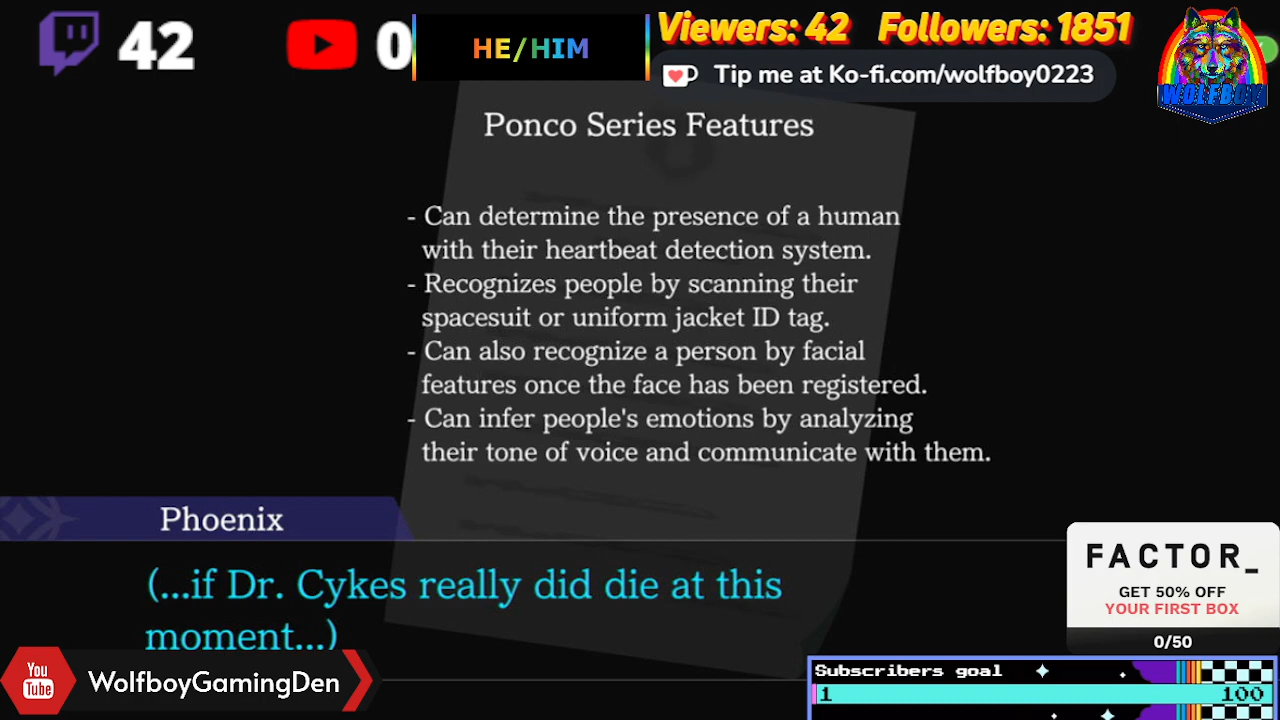 42
0
HE/HIM
Viewers: 42 Followers: 1851
Tip me at Ko-fi.com/wolfboy0223
WOLFBOY
Ponco Series Features
- Can determine the presence of a human
with their heartbeat detection system.
- Recognizes people by scanning their
spacesuit or uniform jacket ID tag.
- Can also recognize a person by facial
features once the face has been registered.
- Can infer people's emotions by analyzing
their tone of voice and communicate with them.
Phoenix
(...if Dr. Cykes really did die at this
moment...)
FACTOR_
GET 50% OFF
YOUR FIRST BOX
0/50
You
Tube
WolfboyGamingDen
Subscribers goal
1 100